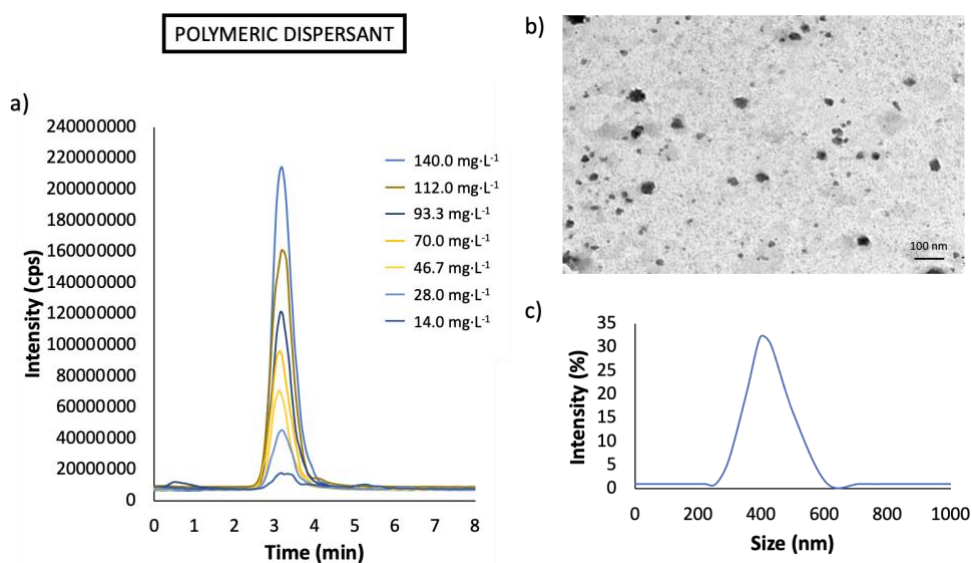 POLYMERIC DISPERSANT
a)
Intensity (cps)
240000000
220000000
200000000
180000000
160000000
140000000
120000000
100000000
80000000
60000000
40000000
20000000
0
0 1 2 3 4 5 6 7 8
Time (min)
140.0 mg·L⁻¹
112.0 mg·L⁻¹
93.3 mg·L⁻¹
70.0 mg·L⁻¹
46.7 mg·L⁻¹
28.0 mg·L⁻¹
14.0 mg·L⁻¹
b)
100 nm
c)
Intensity (%)
35
30
25
20
15
10
5
0
0 200 400 600 800 1000
Size (nm)